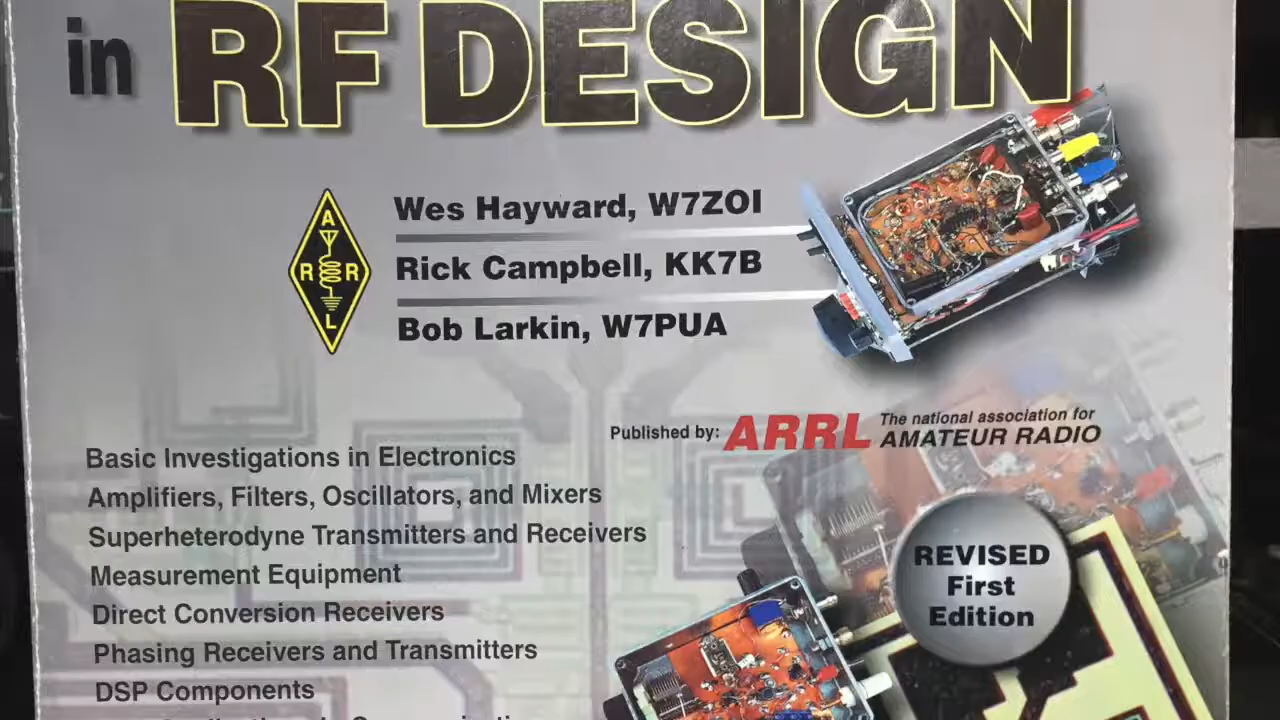 in RF DESIGN
Wes Hayward, W7ZOI
Rick Campbell, KK7B
Bob Larkin, W7PUA
A
R R
L
Published by: ARRL The national association for
AMATEUR RADIO
Basic Investigations in Electronics
Amplifiers, Filters, Oscillators, and Mixers
Superheterodyne Transmitters and Receivers
Measurement Equipment
Direct Conversion Receivers
Phasing Receivers and Transmitters
DSP Components
REVISED
First
Edition